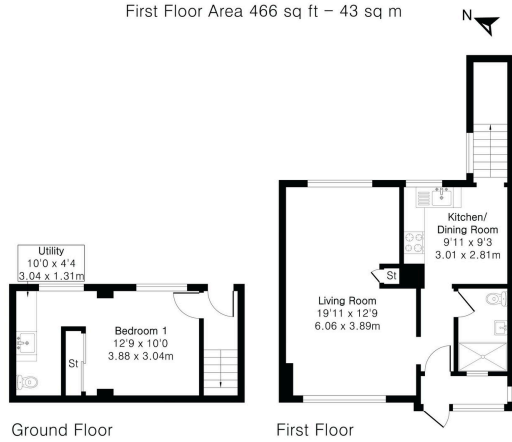 First Floor Area 466 sq ft – 43 sq m
N
Utility
10'0 x 4'4
3.04 x 1.31m
Bedroom 1
12'9 x 10'0
3.88 x 3.04m
St
Kitchen/
Dining Room
9'11 x 9'3
3.01 x 2.81m
St
Living Room
19'11 x 12'9
6.06 x 3.89m
Ground Floor
First Floor